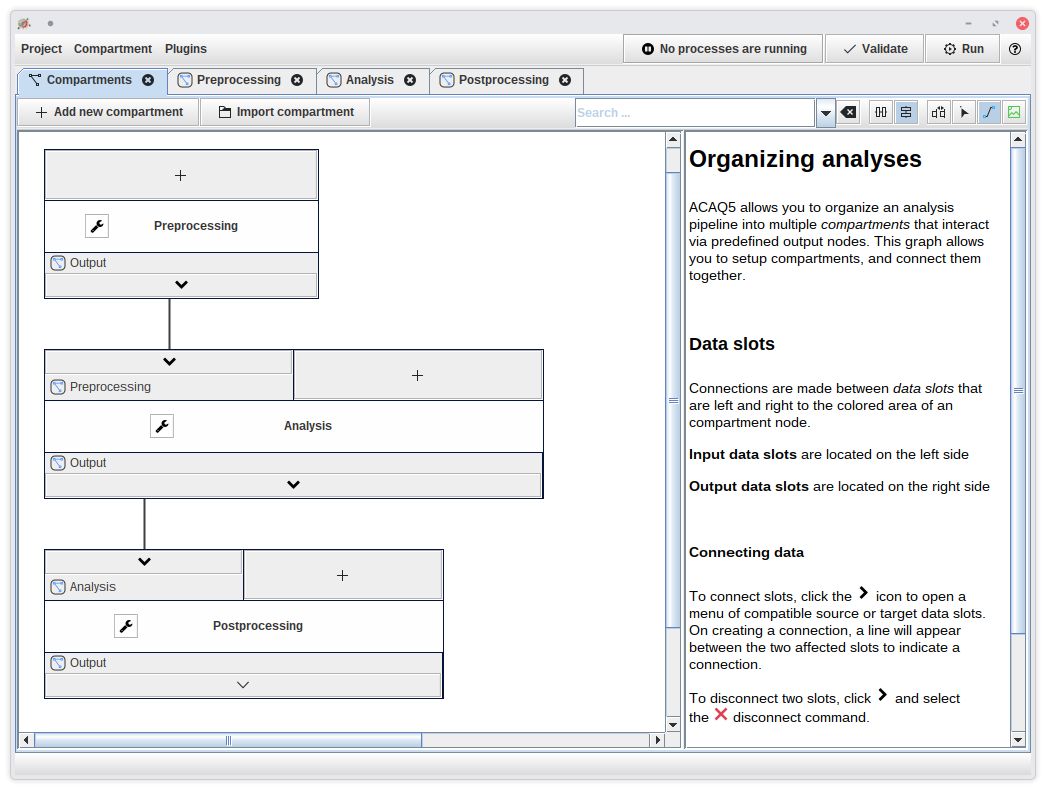 Project Compartment Plugins
No processes are running
Validate
Run
Compartments
Preprocessing
Analysis
Postprocessing
Add new compartment
Import compartment
Search ...
Preprocessing
Output
Preprocessing
Analysis
Output
Analysis
Postprocessing
Output
Organizing analyses
ACAQ5 allows you to organize an analysis
pipeline into multiple compartments that interact
via predefined output nodes. This graph allows
you to setup compartments, and connect them
together.
Data slots
Connections are made between data slots that
are left and right to the colored area of an
compartment node.
Input data slots are located on the left side
Output data slots are located on the right side
Connecting data
To connect slots, click the icon to open a
menu of compatible source or target data slots.
On creating a connection, a line will appear
between the two affected slots to indicate a
connection.
To disconnect two slots, click and select
the disconnect command.